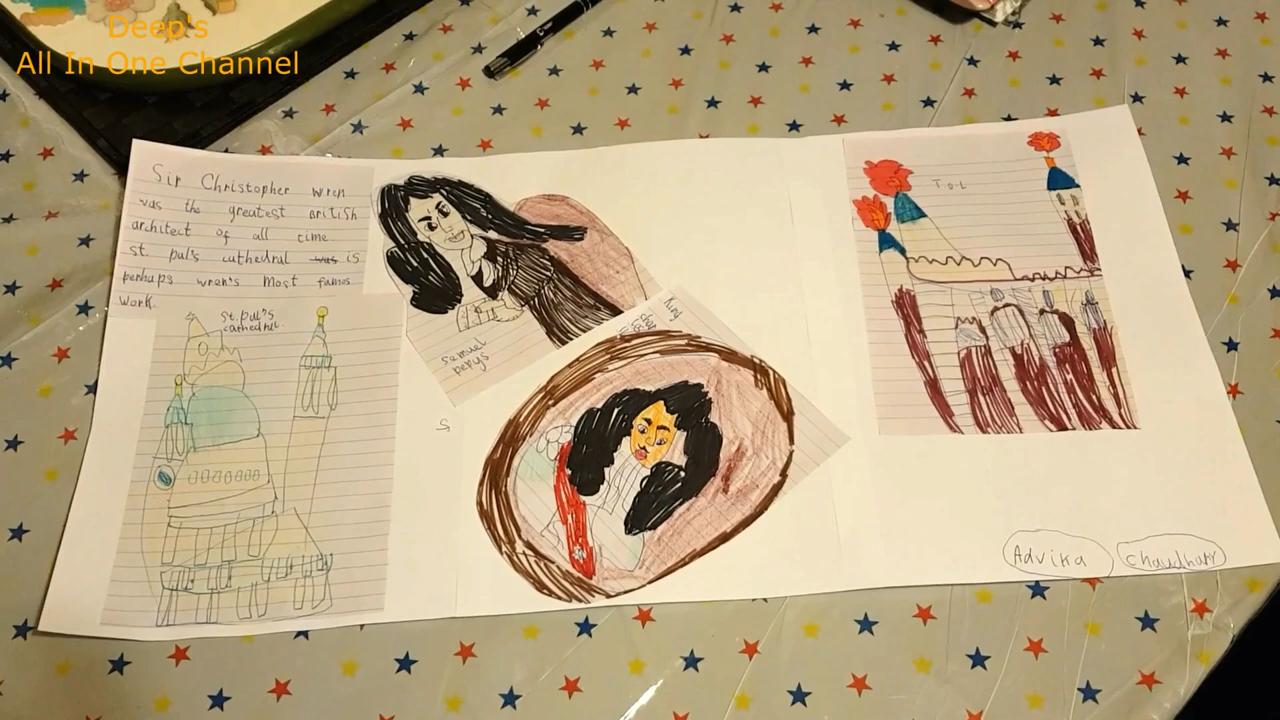 Deep's
All In One Channel
Sir Christopher wren
was the greatest British
architect of all time
st. pul's cathedral was is
perhaps wren's most famos
work.
st. pul's
cathedral.
samuel
pepys
King
T.O.L
Advika chaudhary